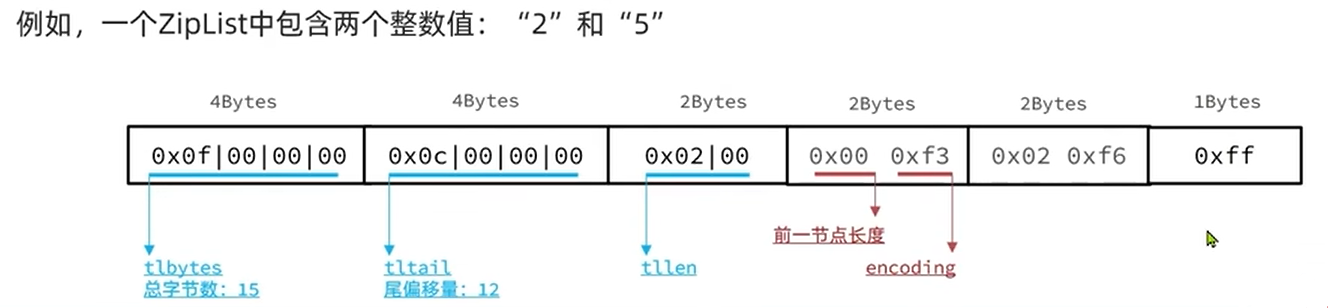 例如，一个ZipList中包含两个整数值：“2”和“5”
4Bytes 4Bytes 2Bytes 2Bytes 2Bytes 1Bytes
0x0f|00|00|00 0x0c|00|00|00 0x02|00 0x00 0xf3 0x02 0xf6 0xff
前一节点长度
tlbytes tltail tllen encoding
总字节数：15 尾偏移量：12